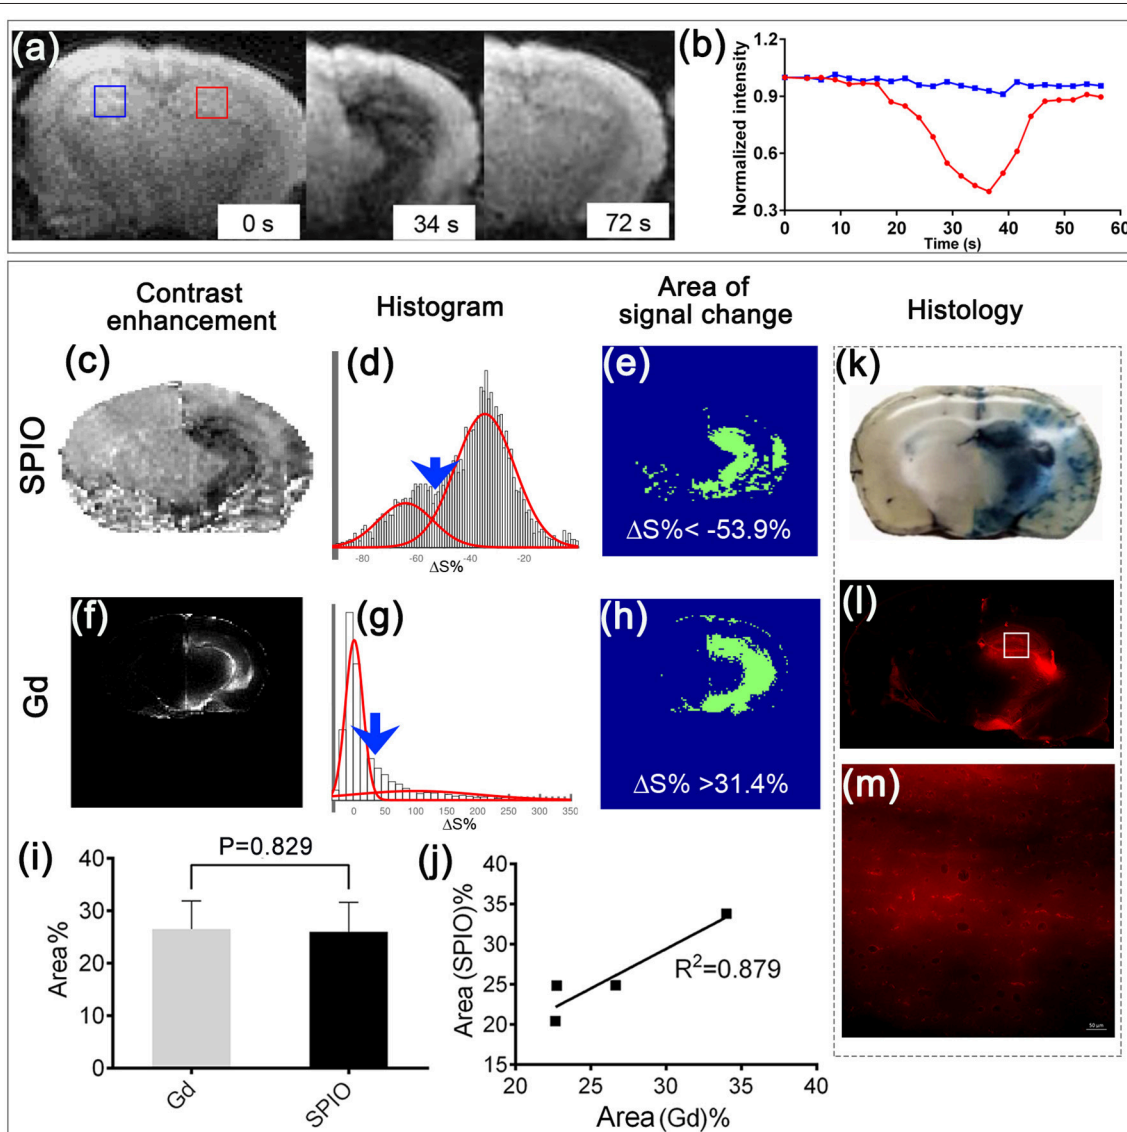 (a)
0 s
34 s
72 s
(b)
Normalized intensity
1.2
0.9
0.6
0.3
0
10
20
30
40
50
60
Time (s)
Contrast
enhancement
Histogram
Area of
signal change
Histology
SPIO
(c)
(d)
-80
-60
-40
-20
ΔS%
(e)
ΔS%< -53.9%
(k)
Gd
(f)
(g)
0
50
100
150
200
250
300
350
ΔS%
(h)
ΔS% >31.4%
(l)
(m)
50 μm
(i)
P=0.829
Area%
40
30
20
10
0
Gd
SPIO
(j)
Area(SPIO)%
40
35
30
25
20
15
R²=0.879
20
25
30
35
40
Area(Gd)%